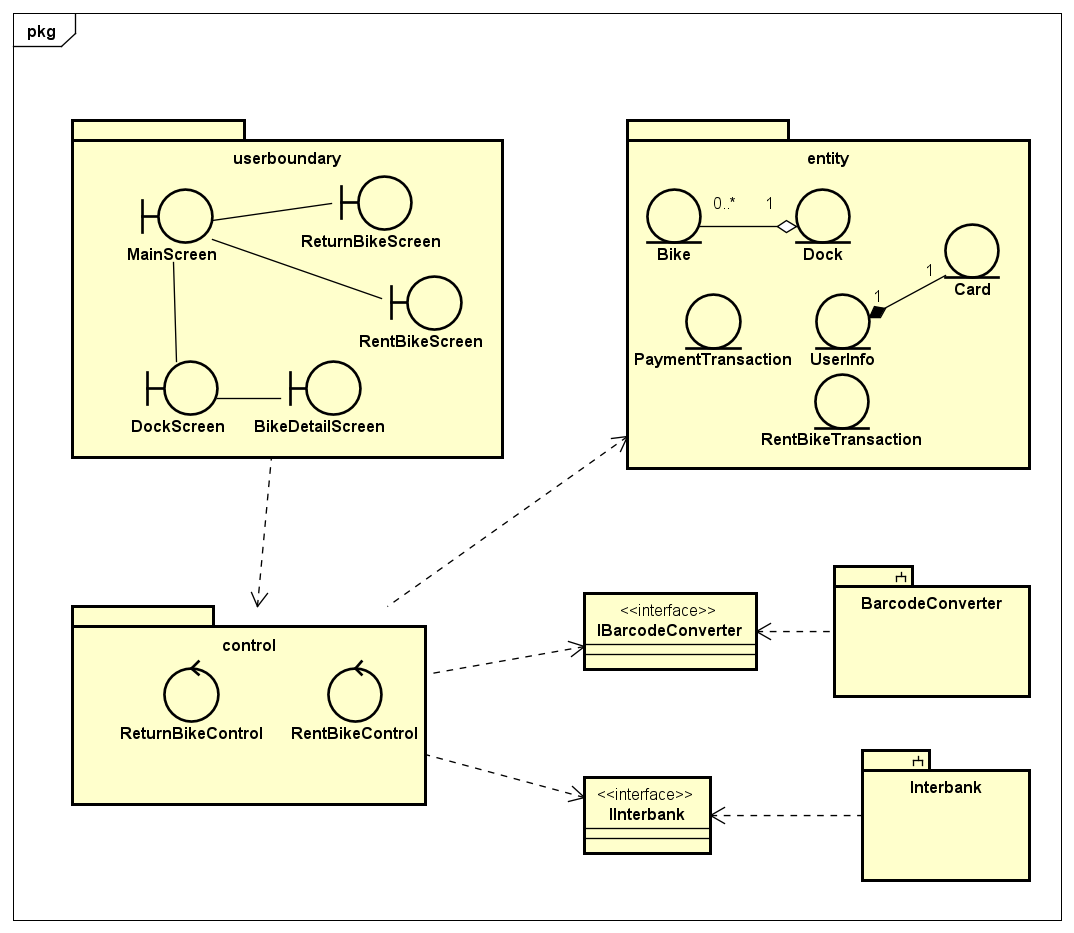 pkg
userboundary
MainScreen
ReturnBikeScreen
RentBikeScreen
DockScreen
BikeDetailScreen
entity
0..*
1
Bike
Dock
1
Card
1
PaymentTransaction
UserInfo
RentBikeTransaction
control
ReturnBikeControl
RentBikeControl
<<interface>>
IBarcodeConverter
BarcodeConverter
<<interface>>
IInterbank
Interbank